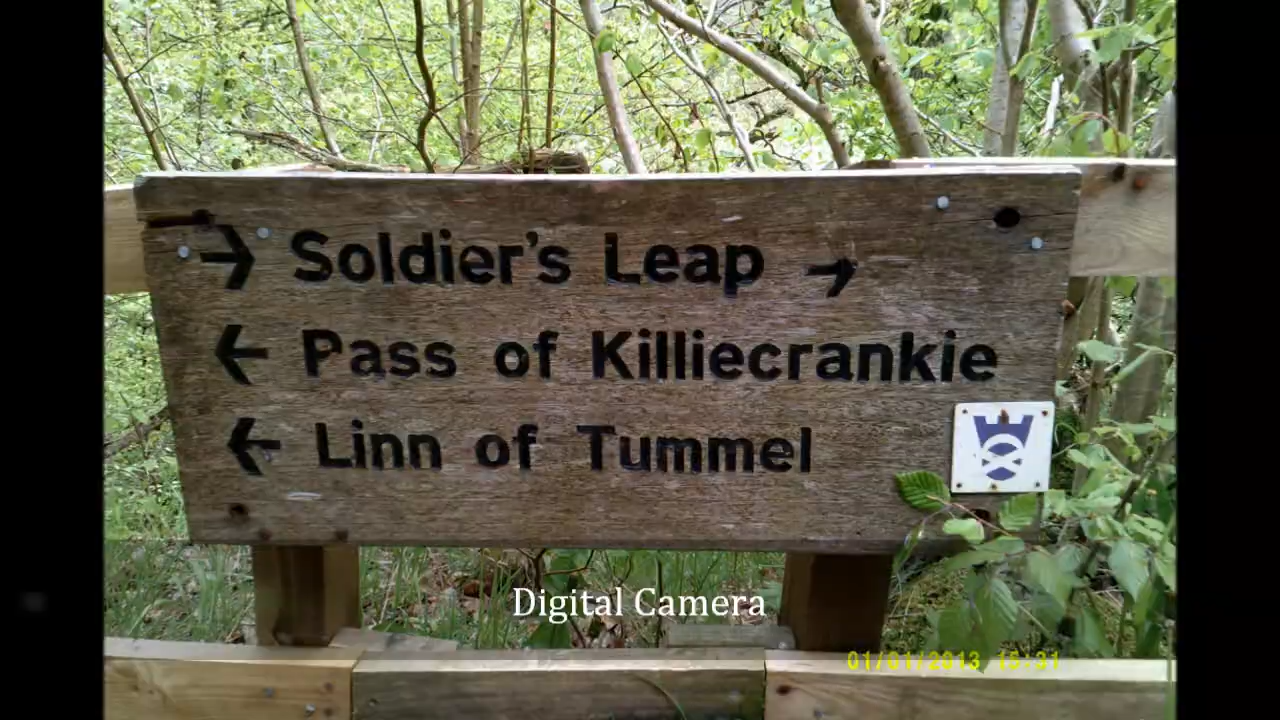 → Soldier's Leap →
← Pass of Killiecrankie
← Linn of Tummel
Digital Camera
01/01/2013 15:31